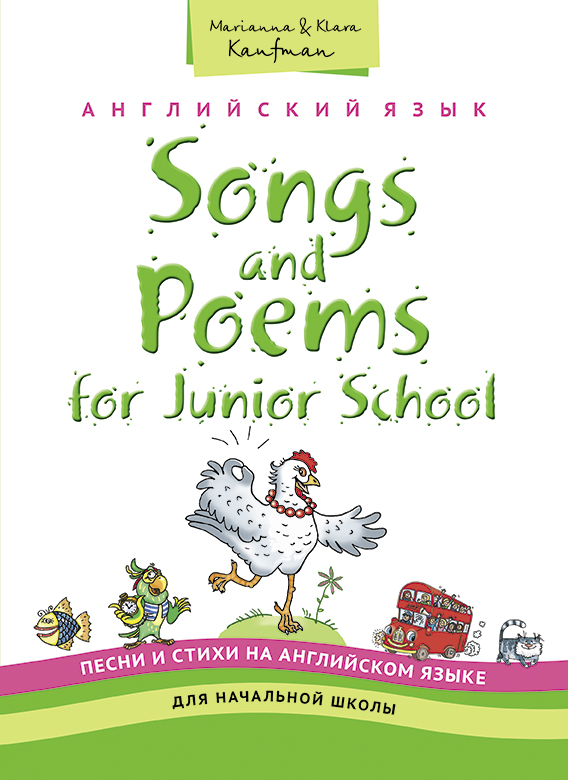 Marianna & Klara
Kaufman
АНГЛИЙСКИЙ ЯЗЫК
Songs
and
Poems
for Junior School
ПЕСНИ И СТИХИ НА АНГЛИЙСКОМ ЯЗЫКЕ
ДЛЯ НАЧАЛЬНОЙ ШКОЛЫ